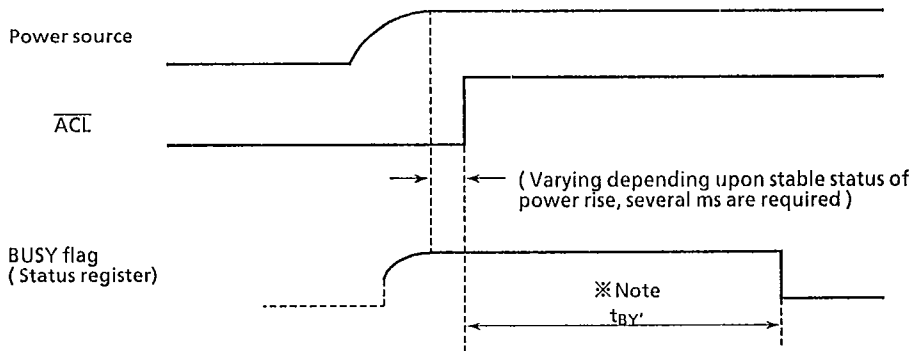 Power source
ACL
( Varying depending upon stable status of
power rise, several ms are required )
BUSY flag
( Status register)
※Note
tBY'